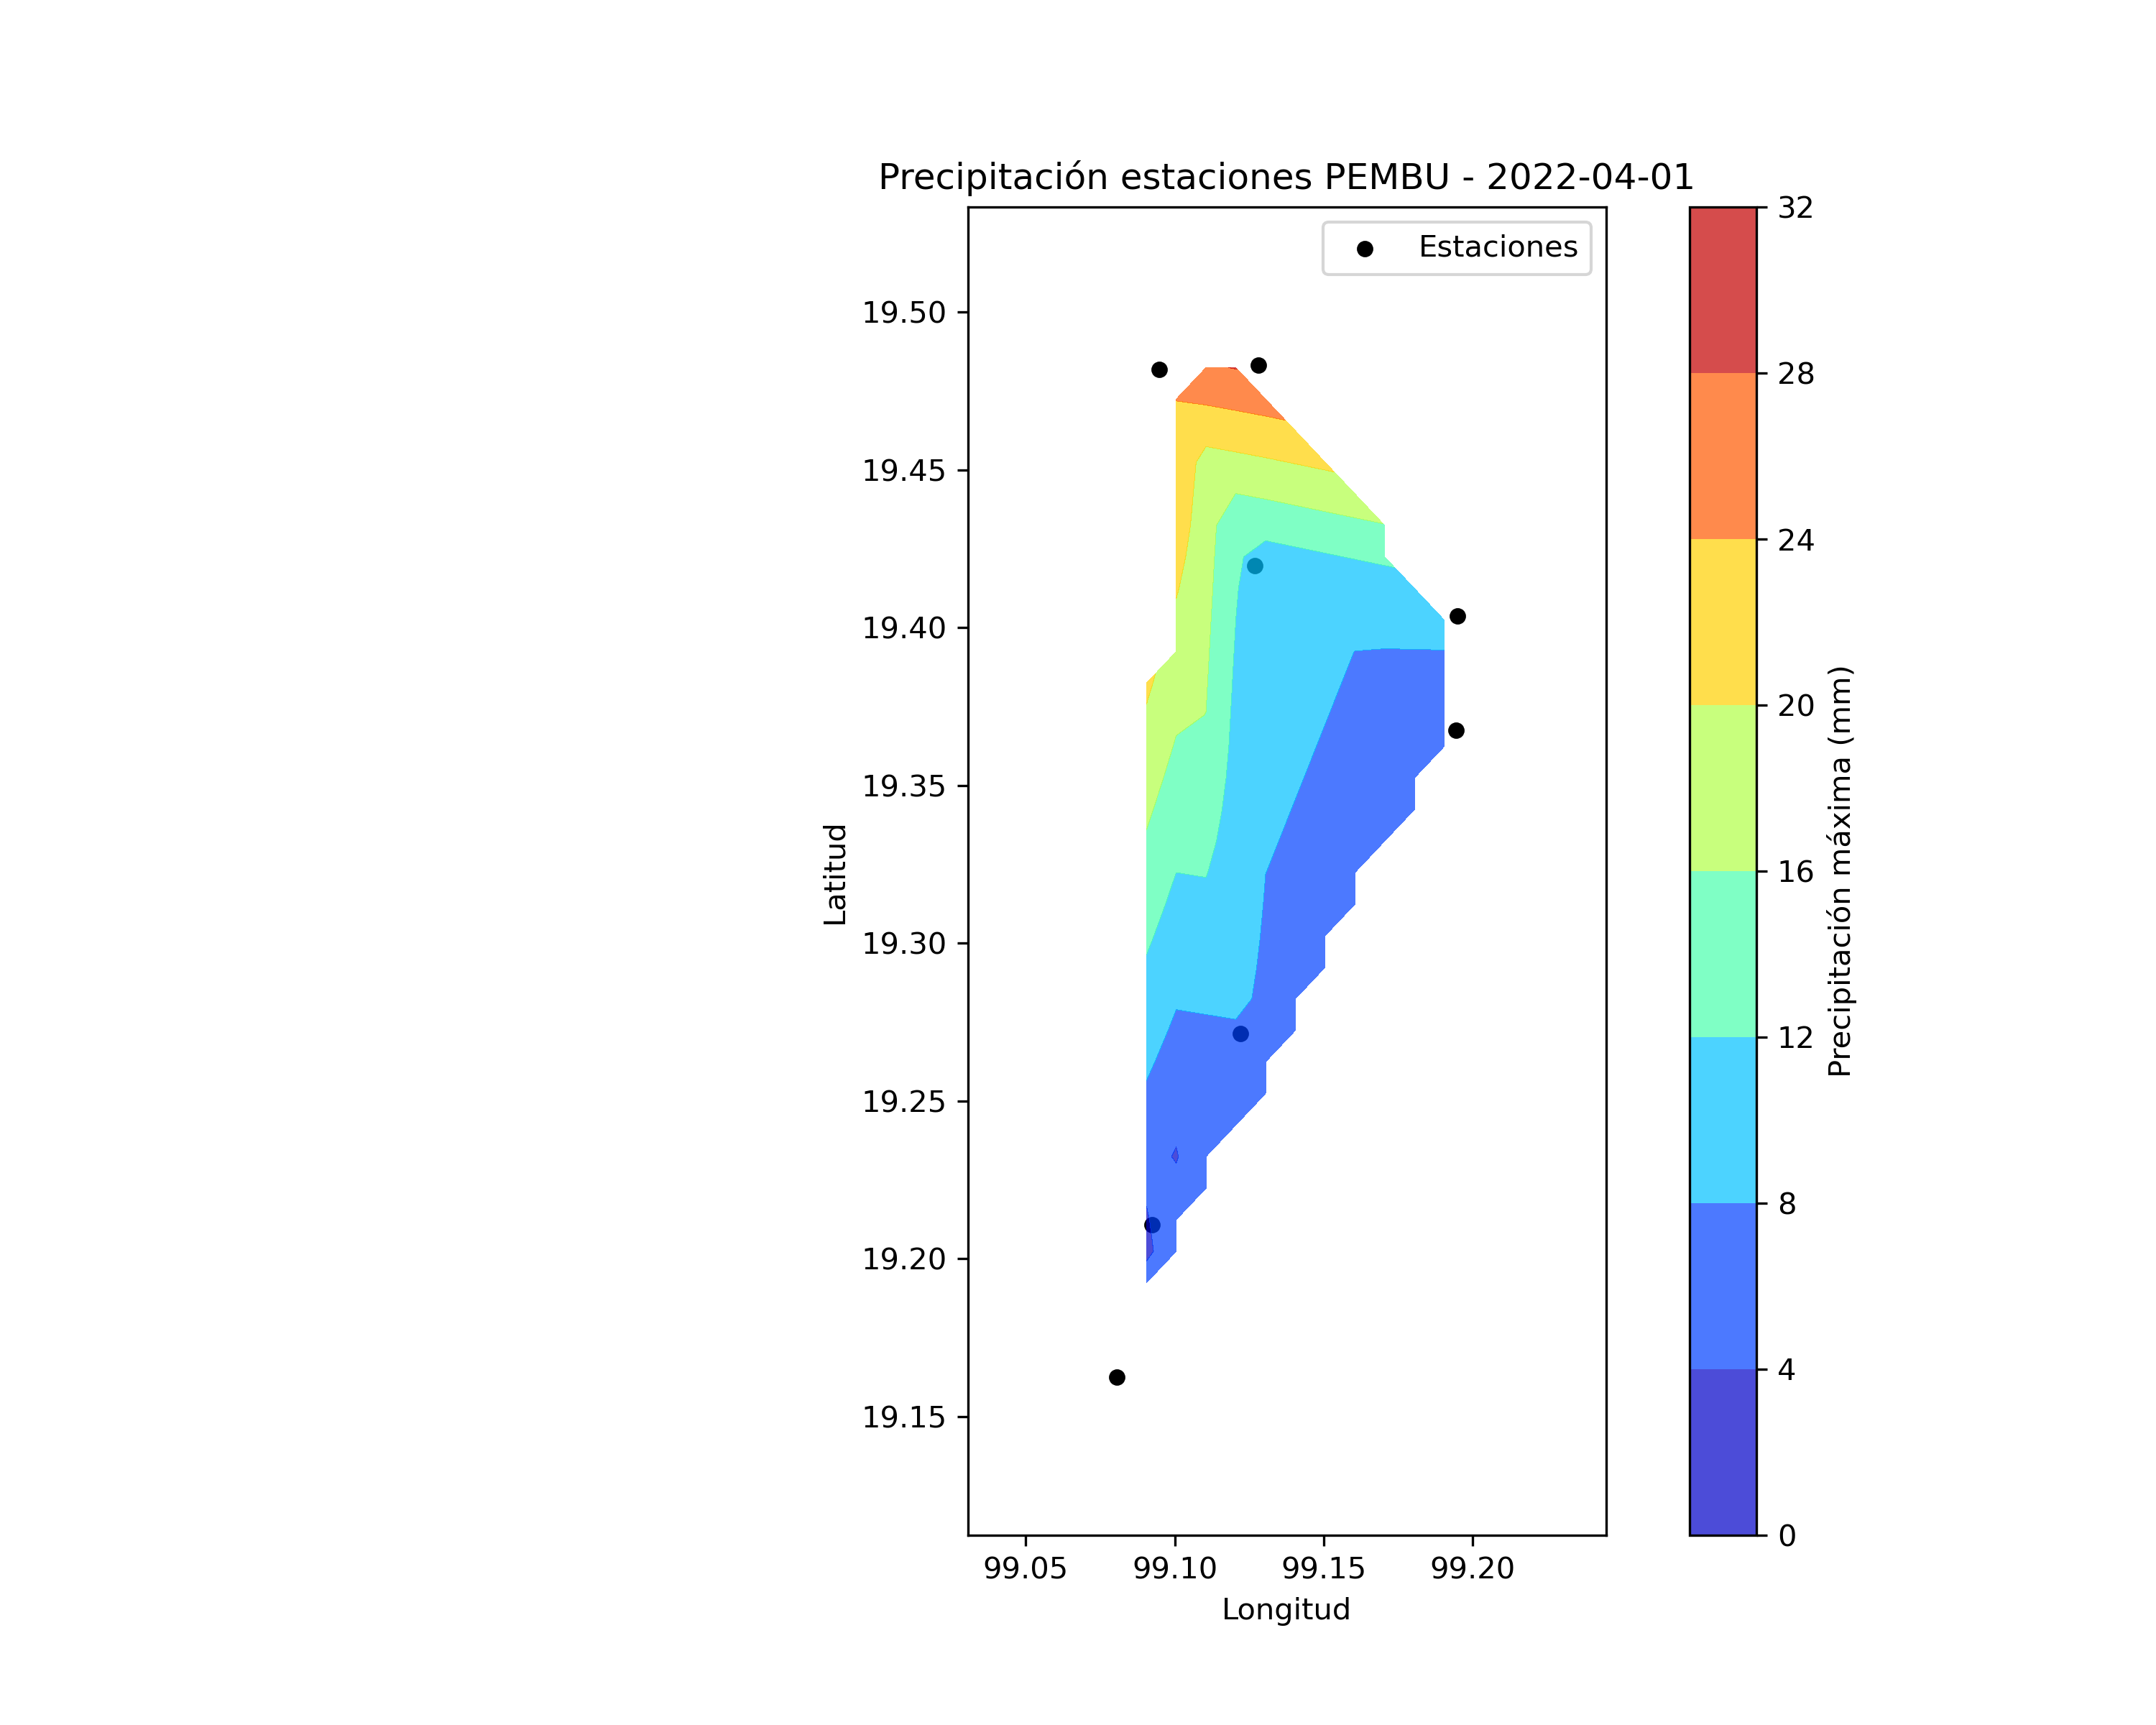 Precipitación estaciones PEMBU - 2022-04-01
Estaciones
19.50
19.45
19.40
19.35
19.30
19.25
19.20
19.15
Latitud
99.05 99.10 99.15 99.20
Longitud
32
28
24
20
16
12
8
4
0
Precipitación máxima (mm)